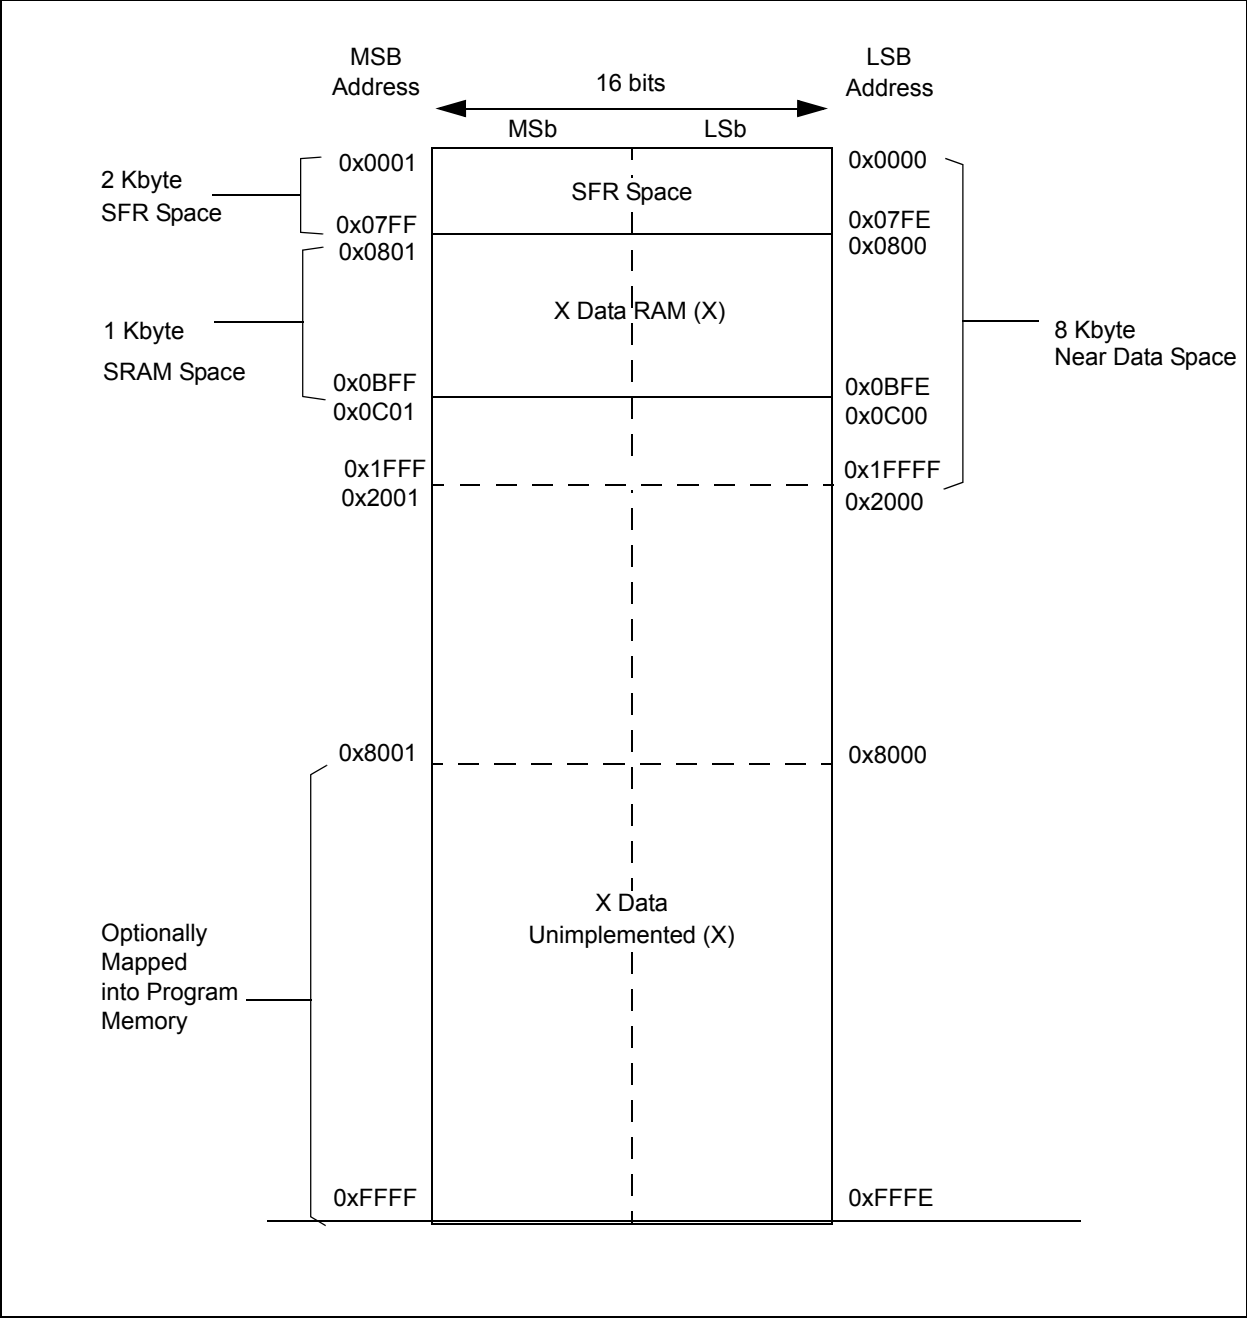 MSB
Address
16 bits
LSB
Address
MSb
LSb
2 Kbyte
SFR Space
0x0001
SFR Space
0x0000
0x07FF
0x07FE
0x0801
0x0800
1 Kbyte
SRAM Space
X Data RAM (X)
8 Kbyte
Near Data Space
0x0BFF
0x0BFE
0x0C01
0x0C00
0x1FFF
0x1FFFF
0x2001
0x2000
0x8001
0x8000
X Data
Unimplemented (X)
Optionally
Mapped
into Program
Memory
0xFFFF
0xFFFE